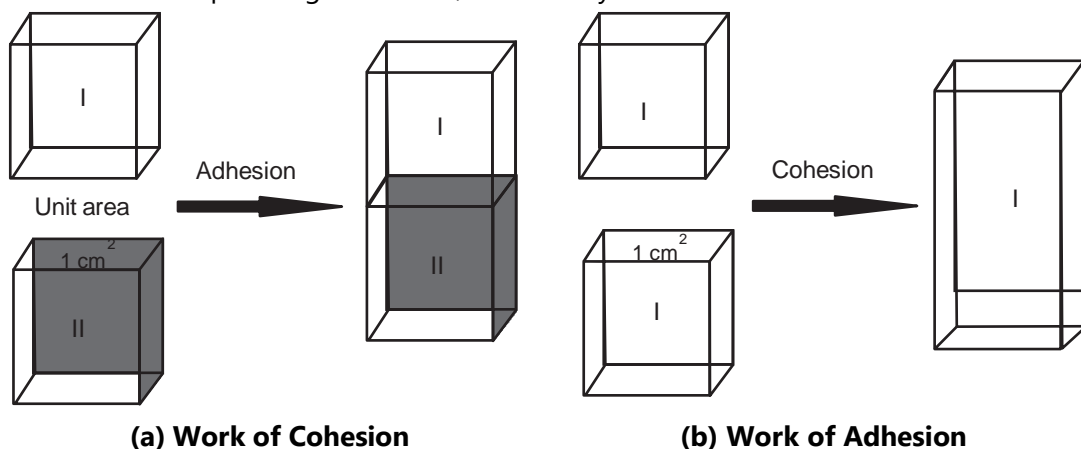 I
Adhesion
I
Unit area
1 cm2
II
II
(a) Work of Cohesion
I
Cohesion
I
1 cm2
I
(b) Work of Adhesion